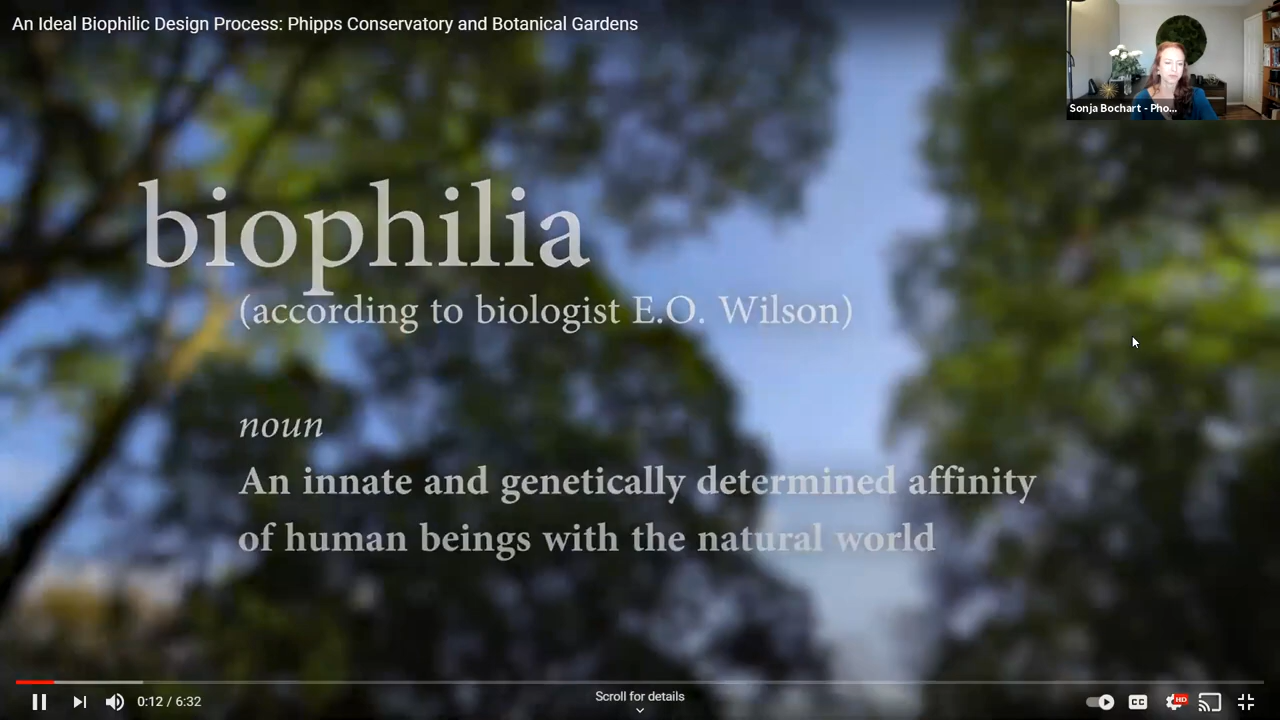 An Ideal Biophilic Design Process: Phipps Conservatory and Botanical Gardens
Sonja Bochart - Pho...
biophilia
(according to biologist E.O. Wilson)
noun
An innate and genetically determined affinity
of human beings with the natural world
0:12 / 6:32
Scroll for details
CC
HD